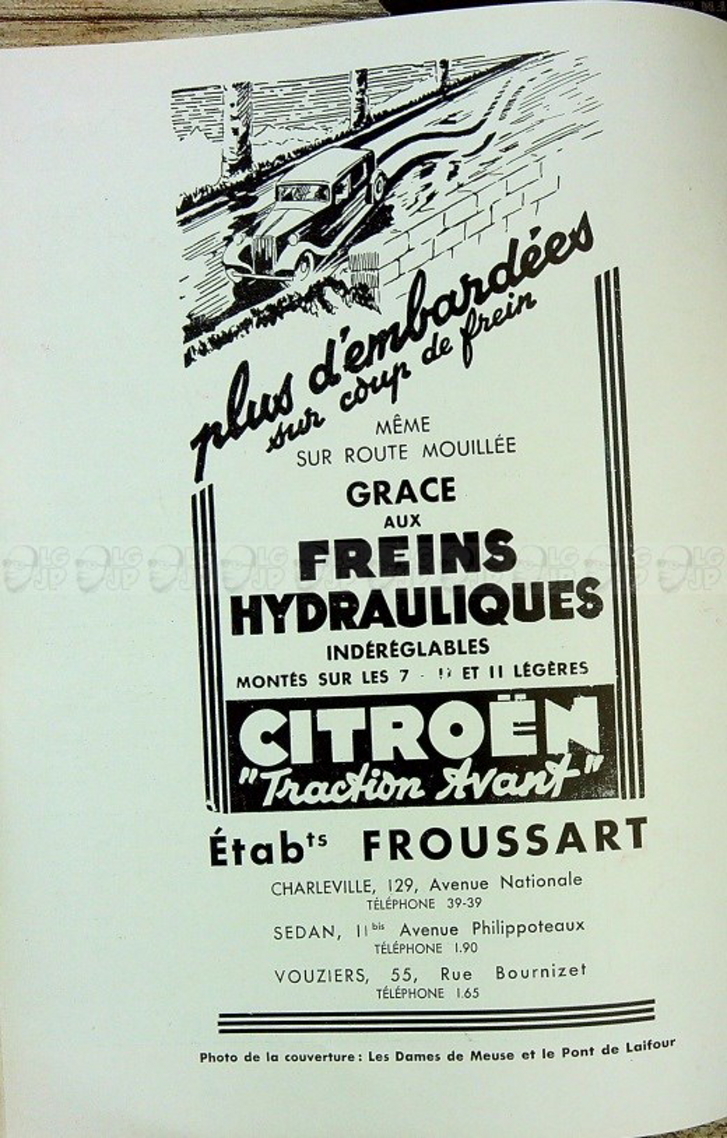 plus d'embardées
sur coup de frein
MÊME
SUR ROUTE MOUILLÉE
GRACE
AUX
FREINS
HYDRAULIQUES
INDÉRÉGLABLES
MONTÉS SUR LES 7 - ET 11 LÉGÈRES
CITROËN
"Traction Avant"
Étabts FROUSSART
CHARLEVILLE, 129, Avenue Nationale
TÉLÉPHONE 39-39
SEDAN, 11bis Avenue Philippoteaux
TÉLÉPHONE 1.90
VOUZIERS, 55, Rue Bournizet
TÉLÉPHONE 1.65
Photo de la couverture : Les Dames de Meuse et le Pont de Laifour